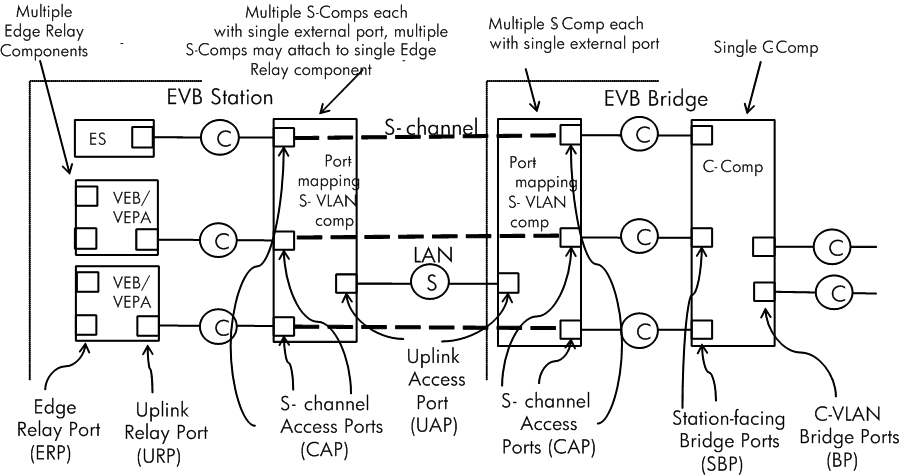 Multiple
Edge Relay
Components
Multiple S-Comps each
with single external port, multiple
S-Comps may attach to single Edge
Relay component
Multiple S Comp each
with single external port
Single C Comp
EVB Station
EVB Bridge
ES
C
S- channel
C
Port
mapping
S- VLAN
comp
Port
mapping
S- VLAN
comp
C- Comp
VEB/
VEPA
C
C
LAN
S
C
VEB/
VEPA
C
C
C
Edge
Relay Port
(ERP)
Uplink
Relay Port
(URP)
S- channel
Access Ports
(CAP)
Uplink
Access
Port
(UAP)
S- channel
Access
Ports (CAP)
Station-facing
Bridge Ports
(SBP)
C-VLAN
Bridge Ports
(BP)